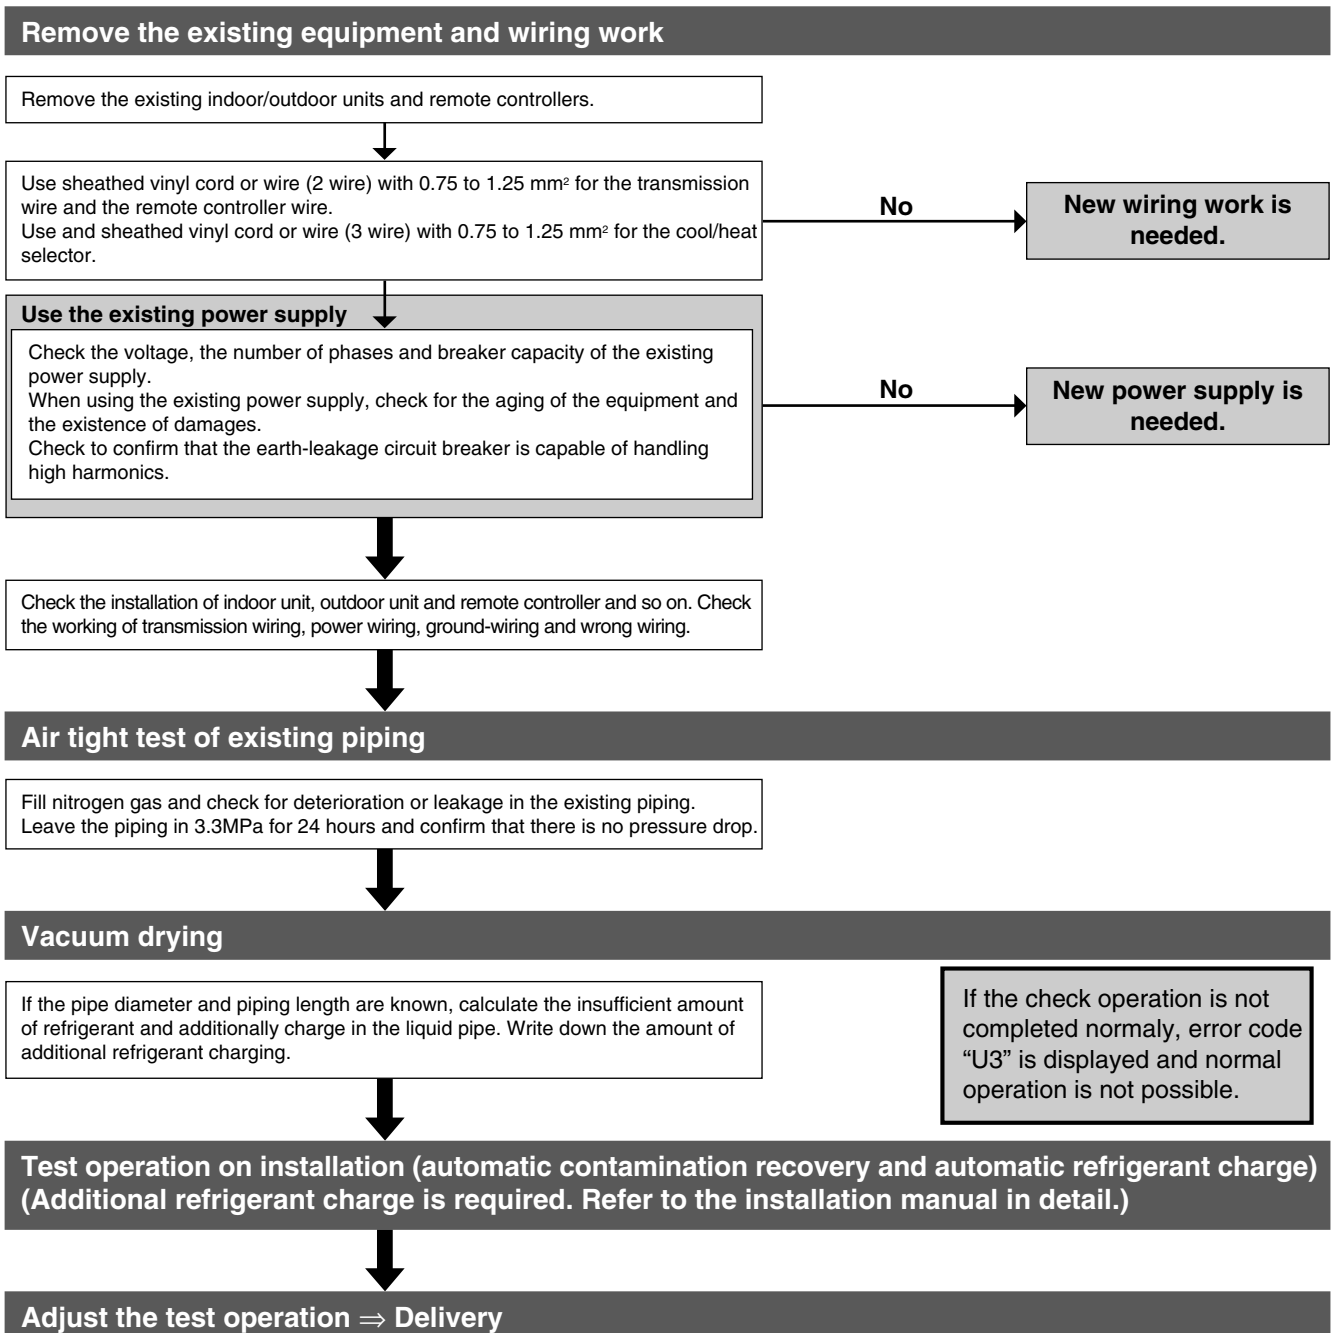 Remove the existing equipment and wiring work
Remove the existing indoor/outdoor units and remote controllers.
Use sheathed vinyl cord or wire (2 wire) with 0.75 to 1.25 mm² for the transmission
wire and the remote controller wire.
Use and sheathed vinyl cord or wire (3 wire) with 0.75 to 1.25 mm² for the cool/heat
selector.
No
New wiring work is
needed.
Use the existing power supply
Check the voltage, the number of phases and breaker capacity of the existing
power supply.
When using the existing power supply, check for the aging of the equipment and
the existence of damages.
Check to confirm that the earth-leakage circuit breaker is capable of handling
high harmonics.
No
New power supply is
needed.
Check the installation of indoor unit, outdoor unit and remote controller and so on. Check
the working of transmission wiring, power wiring, ground-wiring and wrong wiring.
Air tight test of existing piping
Fill nitrogen gas and check for deterioration or leakage in the existing piping.
Leave the piping in 3.3MPa for 24 hours and confirm that there is no pressure drop.
Vacuum drying
If the pipe diameter and piping length are known, calculate the insufficient amount
of refrigerant and additionally charge in the liquid pipe. Write down the amount of
additional refrigerant charging.
If the check operation is not
completed normaly, error code
“U3” is displayed and normal
operation is not possible.
Test operation on installation (automatic contamination recovery and automatic refrigerant charge)
(Additional refrigerant charge is required. Refer to the installation manual in detail.)
Adjust the test operation ⇒ Delivery